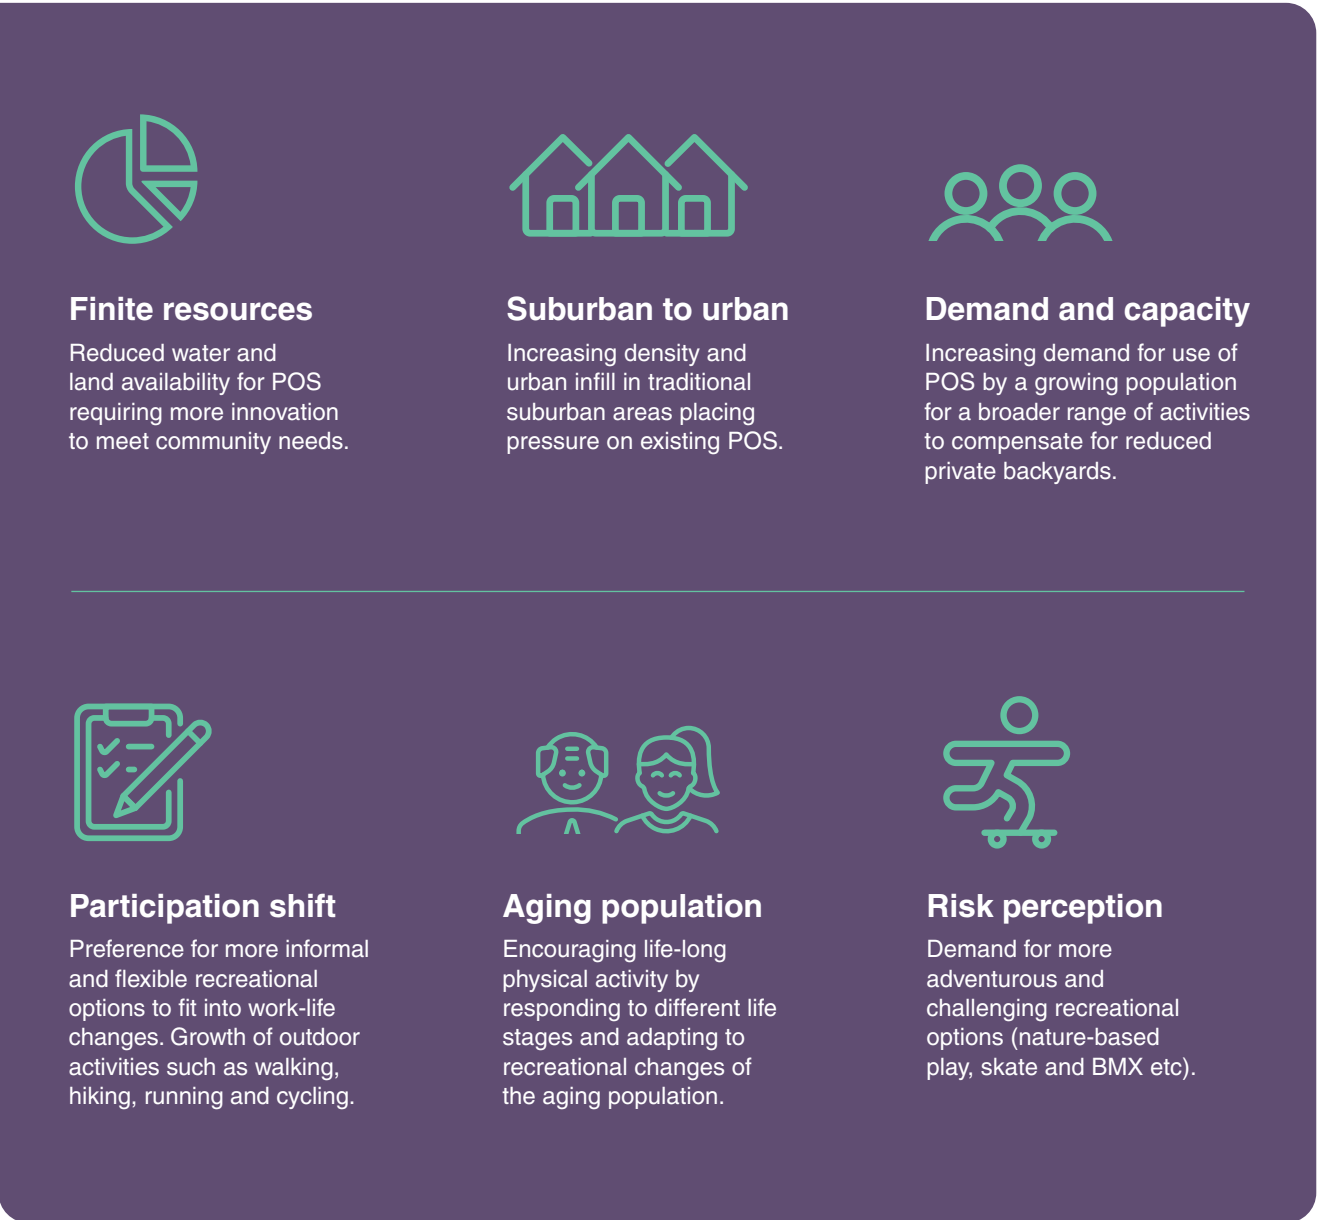 Finite resources
Reduced water and
land availability for POS
requiring more innovation
to meet community needs.
Suburban to urban
Increasing density and
urban infill in traditional
suburban areas placing
pressure on existing POS.
Demand and capacity
Increasing demand for use of
POS by a growing population
for a broader range of activities
to compensate for reduced
private backyards.
Participation shift
Preference for more informal
and flexible recreational
options to fit into work-life
changes. Growth of outdoor
activities such as walking,
hiking, running and cycling.
Aging population
Encouraging life-long
physical activity by
responding to different life
stages and adapting to
recreational changes of
the aging population.
Risk perception
Demand for more
adventurous and
challenging recreational
options (nature-based
play, skate and BMX etc).